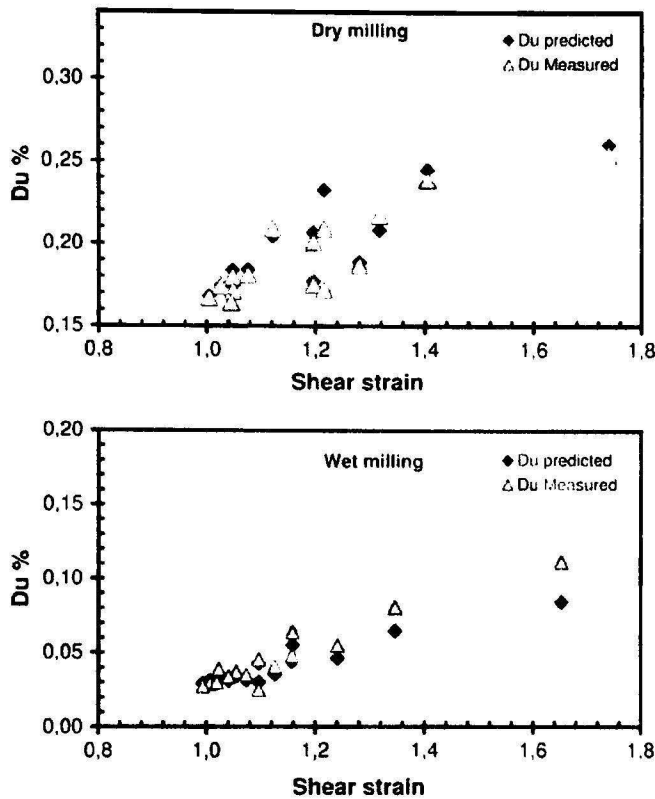 Dry milling
Du predicted
Du Measured
0,30
0,25
0,20
0,15
Du %
0,8 1,0 1,2 1,4 1,6 1,8
Shear strain
0,20
Wet milling
Du predicted
Du Measured
0,15
0,10
0,05
0,00
Du %
0,8 1,0 1,2 1,4 1,6 1,8
Shear strain